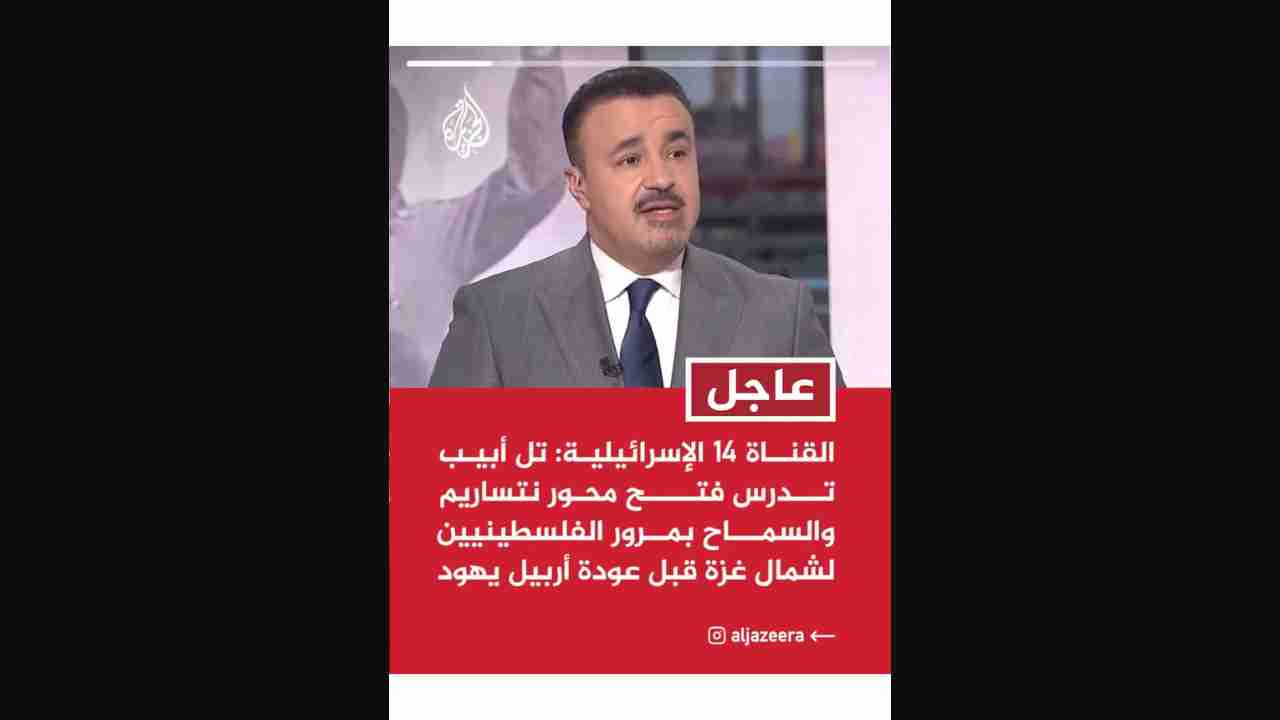 الجزيرة
عاجل
القناة 14 الإسرائيلية: تل أبيب
تدرس فتح محور نتساريم
والسماح بمرور الفلسطينيين
لشمال غزة قبل عودة أربيل يهود
aljazeera